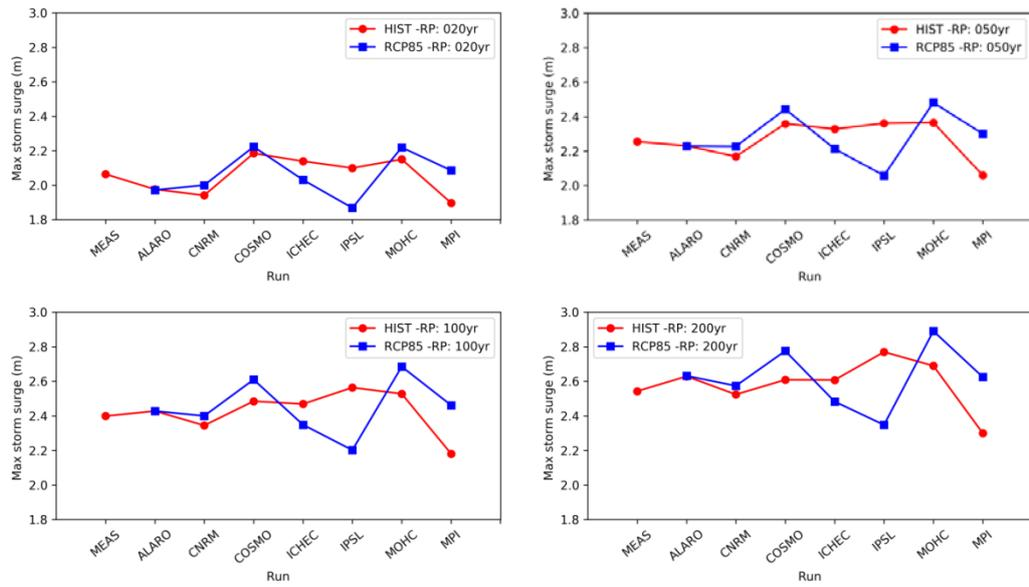 3.0
2.8
2.6
2.4
2.2
2.0
1.8
Max storm surge (m)
HIST -RP: 020yr
RCP85 -RP: 020yr
MEAS
ALARO
CNRM
COSMO
ICHEC
IPSL
MOHC
MPI
Run
3.0
2.8
2.6
2.4
2.2
2.0
1.8
Max storm surge (m)
HIST -RP: 050yr
RCP85 -RP: 050yr
MEAS
ALARO
CNRM
COSMO
ICHEC
IPSL
MOHC
MPI
Run
3.0
2.8
2.6
2.4
2.2
2.0
1.8
Max storm surge (m)
HIST -RP: 100yr
RCP85 -RP: 100yr
MEAS
ALARO
CNRM
COSMO
ICHEC
IPSL
MOHC
MPI
Run
3.0
2.8
2.6
2.4
2.2
2.0
1.8
Max storm surge (m)
HIST -RP: 200yr
RCP85 -RP: 200yr
MEAS
ALARO
CNRM
COSMO
ICHEC
IPSL
MOHC
MPI
Run